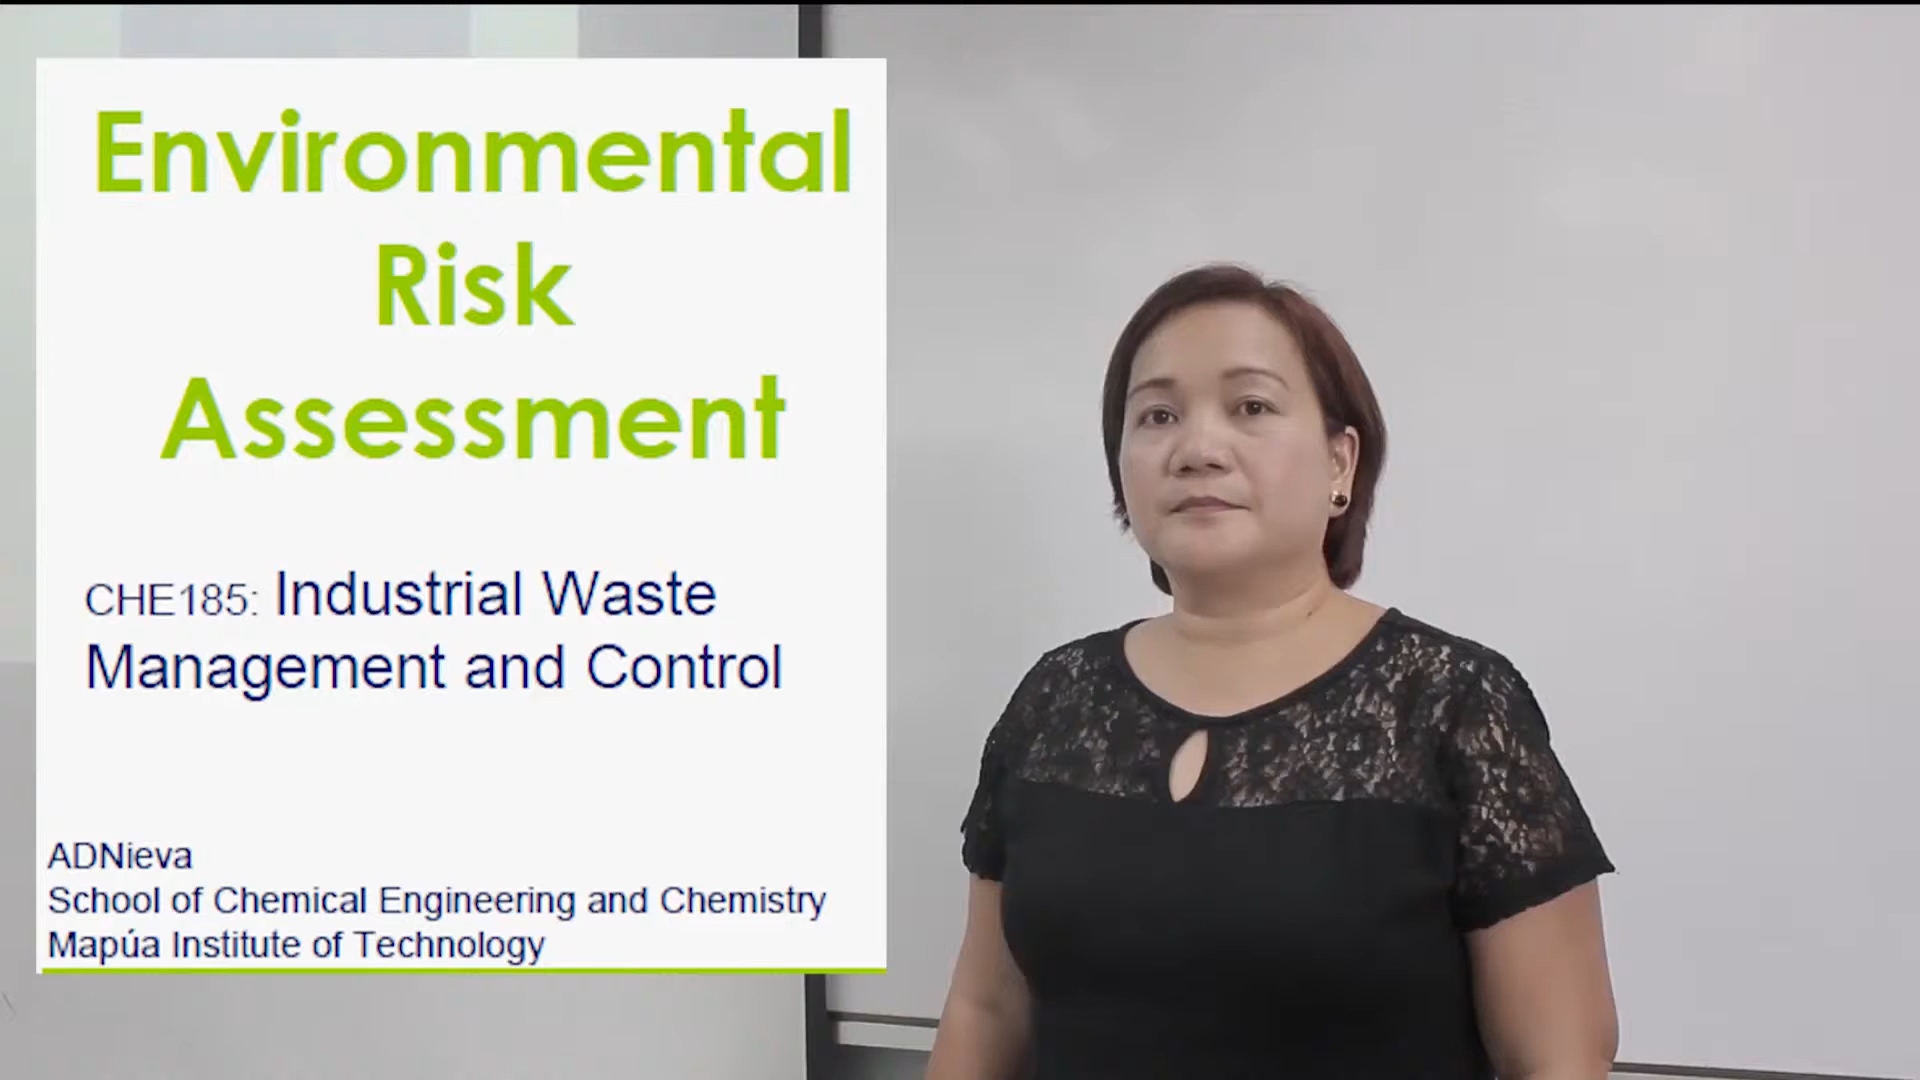 Environmental
Risk
Assessment
CHE185: Industrial Waste
Management and Control
ADNieva
School of Chemical Engineering and Chemistry
Mapúa Institute of Technology